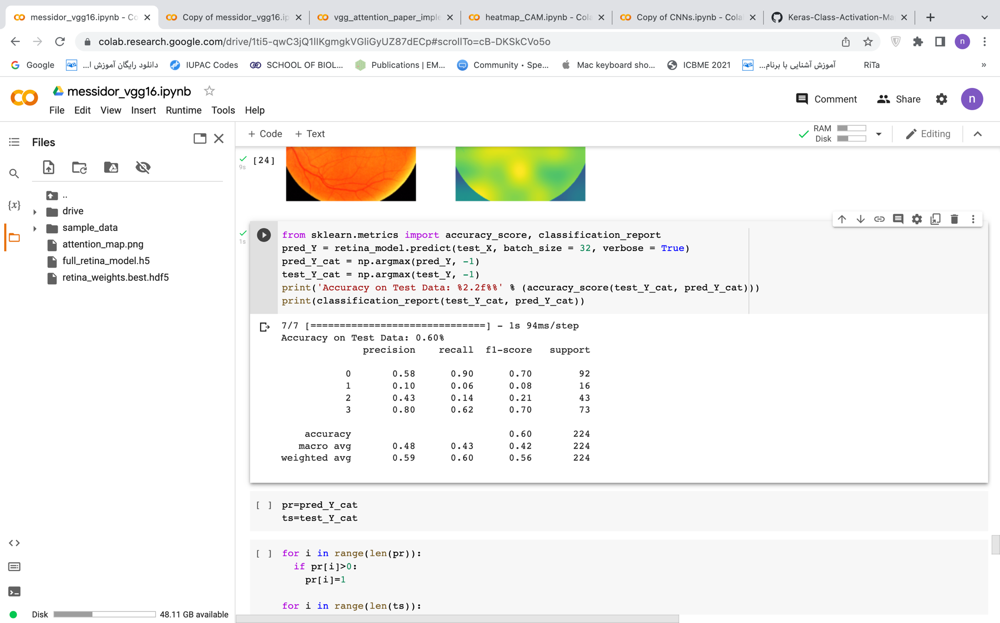 messidor_vgg16.ipynb - Co
Copy of messidor_vgg16.ip
vgg_attention_paper_imple
heatmap_CAM.ipynb - Cola
Copy of CNNs.ipynb - Colab
Keras-Class-Activation-Ma
colab.research.google.com/drive/1ti5-qwC3jQ1lIKgmgkVGliGyUZ87dECp#scrollTo=cB-DKSkCVo5o
n
Google
دانلود رایگان آموزش ا...
IUPAC Codes
SCHOOL OF BIOL...
Publications | EM...
Community • Spe...
Mac keyboard sho...
ICBME 2021
آموزش آشنایی با برنام...
RiTa
»
messidor_vgg16.ipynb
File Edit View Insert Runtime Tools Help
Comment
Share
n
Files
+ Code
+ Text
RAM
Disk
Editing
..
drive
sample_data
attention_map.png
full_retina_model.h5
retina_weights.best.hdf5
{x}
9s
[24]
1s
from sklearn.metrics import accuracy_score, classification_report
pred_Y = retina_model.predict(test_X, batch_size = 32, verbose = True)
pred_Y_cat = np.argmax(pred_Y, -1)
test_Y_cat = np.argmax(test_Y, -1)
print('Accuracy on Test Data: %2.2f%%' % (accuracy_score(test_Y_cat, pred_Y_cat)))
print(classification_report(test_Y_cat, pred_Y_cat))
7/7 [==============================] - 1s 94ms/step
Accuracy on Test Data: 0.60%
precision recall f1-score support
0 0.58 0.90 0.70 92
1 0.10 0.06 0.08 16
2 0.43 0.14 0.21 43
3 0.80 0.62 0.70 73
accuracy 0.60 224
macro avg 0.48 0.43 0.42 224
weighted avg 0.59 0.60 0.56 224
[ ] pr=pred_Y_cat
ts=test_Y_cat
[ ] for i in range(len(pr)):
if pr[i]>0:
pr[i]=1
for i in range(len(ts)):
Disk
48.11 GB available